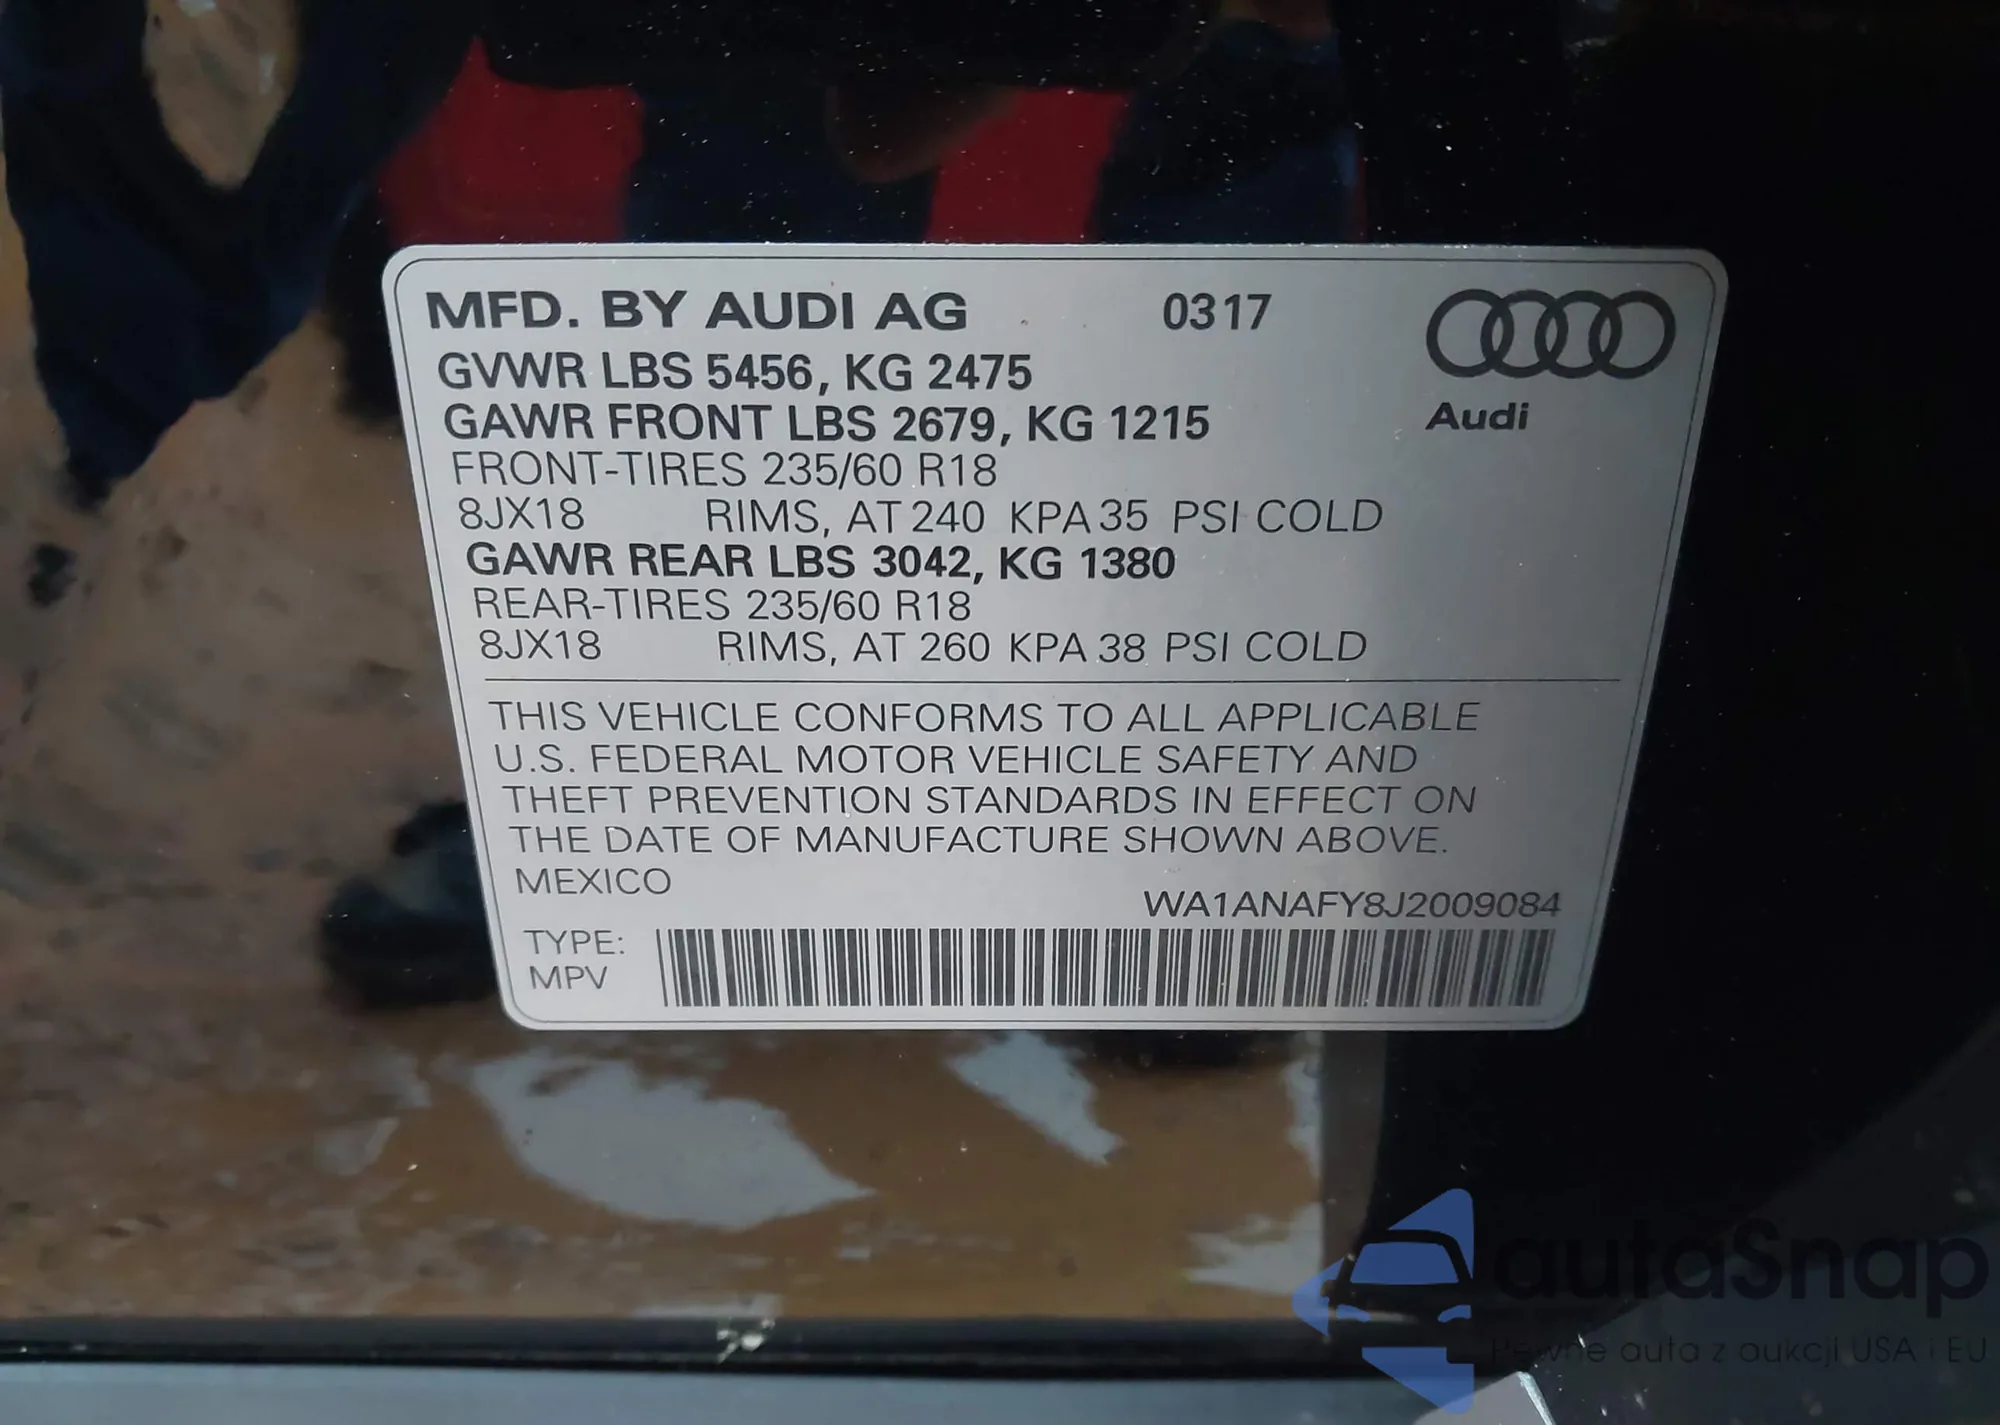 MFD. BY AUDI AG 0317
GVWR LBS 5456, KG 2475
GAWR FRONT LBS 2679, KG 1215
Audi
FRONT-TIRES 235/60 R18
8JX18 RIMS, AT 240 KPA 35 PSI COLD
GAWR REAR LBS 3042, KG 1380
REAR-TIRES 235/60 R18
8JX18 RIMS, AT 260 KPA 38 PSI COLD
THIS VEHICLE CONFORMS TO ALL APPLICABLE
U.S. FEDERAL MOTOR VEHICLE SAFETY AND
THEFT PREVENTION STANDARDS IN EFFECT ON
THE DATE OF MANUFACTURE SHOWN ABOVE.
MEXICO
WA1ANAFY8J2009084
TYPE:
MPV
autoSnap
Pewne auta z aukcji USA i EU